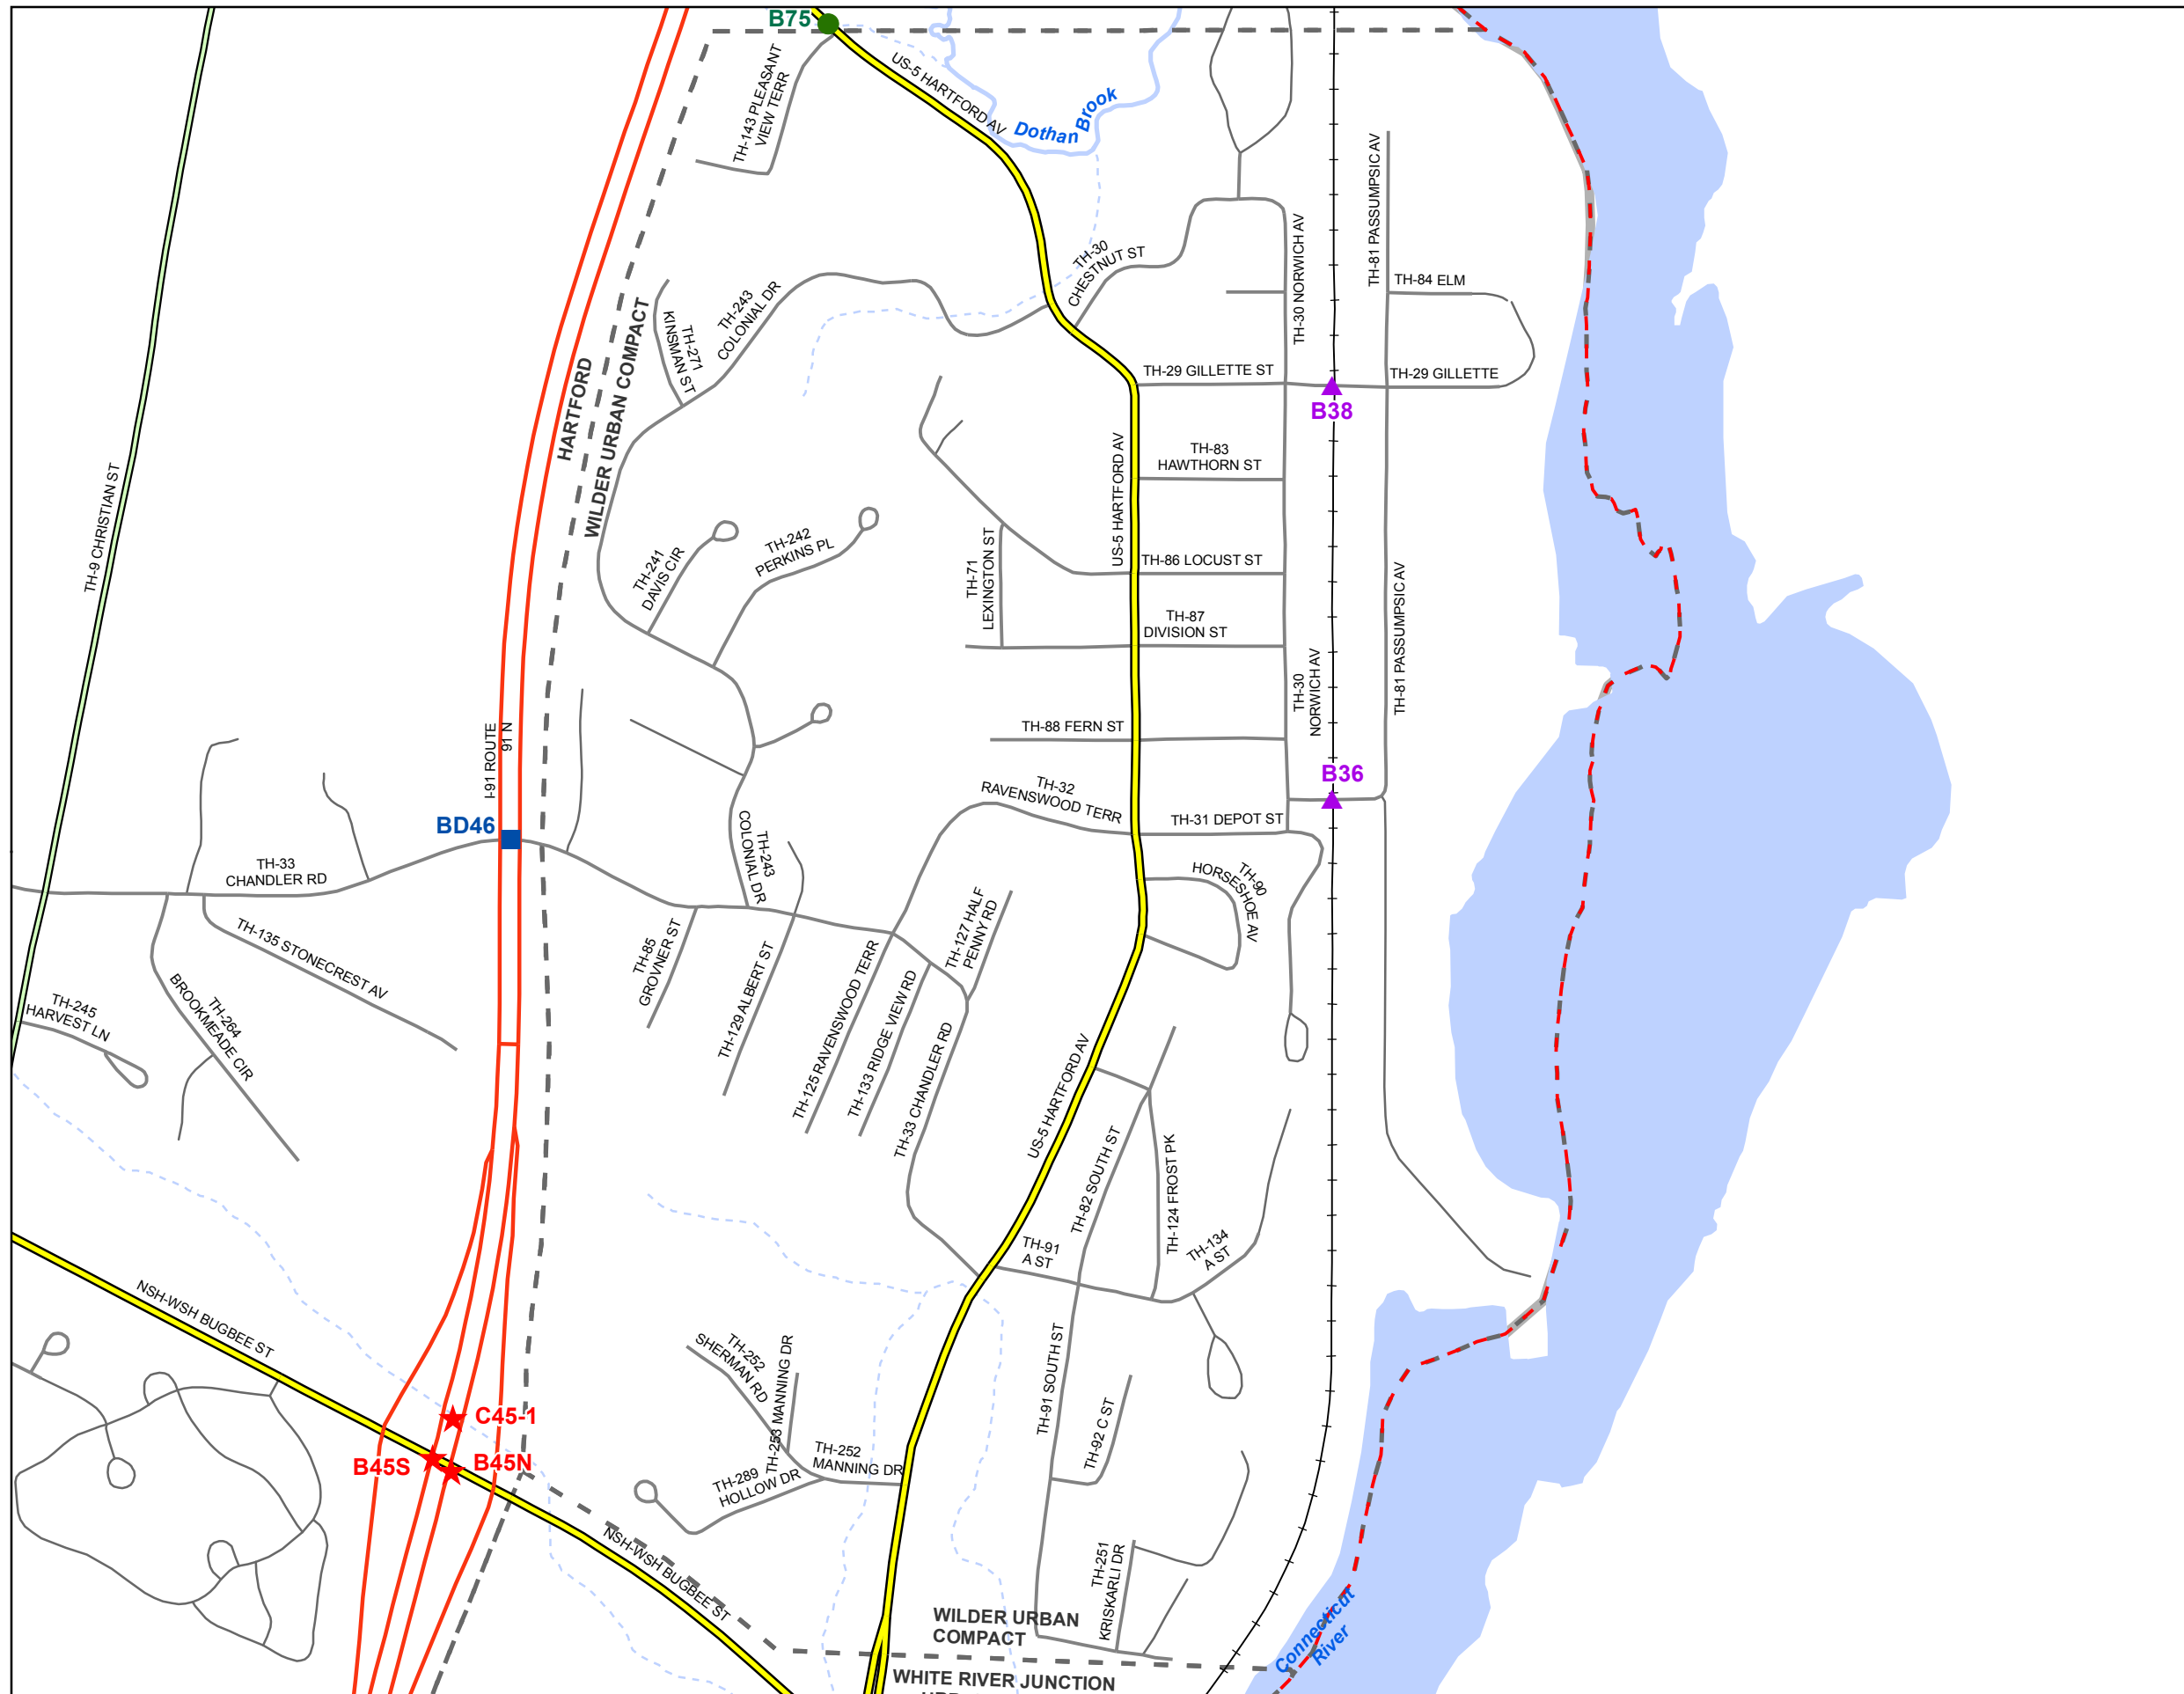 B75
US-5 HARTFORD AV
Dothan Brook
TH-143 PLEASANT
VIEW TERR
TH-30
CHESTNUT ST
TH-30 NORWICH AV
TH-81 PASSUMPSIC AV
TH-84 ELM
TH-243
COLONIAL DR
TH-271
KINSMAN ST
HARTFORD
WILDER URBAN COMPACT
TH-29 GILLETTE ST
TH-29 GILLETTE
B38
TH-9 CHRISTIAN ST
US-5 HARTFORD AV
TH-83
HAWTHORN ST
TH-241
DAVIS CIR
TH-242
PERKINS PL
TH-71
LEXINGTON ST
TH-86 LOCUST ST
TH-87
DIVISION ST
TH-81 PASSUMPSIC AV
TH-30
NORWICH AV
TH-88 FERN ST
I-91 ROUTE
91 N
B36
TH-32
RAVENSWOOD TERR
TH-31 DEPOT ST
BD46
TH-33
CHANDLER RD
TH-243
COLONIAL DR
TH-90
HORSESHOE AV
TH-135 STONECREST AV
TH-85
GROVNER ST
TH-129 ALBERT ST
TH-127 HALF
PENNY RD
TH-125 RAVENSWOOD TERR
TH-133 RIDGE VIEW RD
TH-33 CHANDLER RD
TH-245
HARVEST LN
TH-264
BROOKMEADE CIR
US-5 HARTFORD AV
TH-82 SOUTH ST
TH-124 FROST PK
TH-91
A ST
TH-134
A ST
NSH-WSH BUGBEE ST
TH-252
SHERMAN RD
TH-253 MANNING DR
TH-91 SOUTH ST
TH-92 C ST
C45-1
B45S
B45N
TH-252
MANNING DR
TH-289
HOLLOW DR
NSH-WSH BUGBEE ST
TH-251
KRISKARLI DR
WILDER URBAN
COMPACT
Connecticut
River
WHITE RIVER JUNCTION